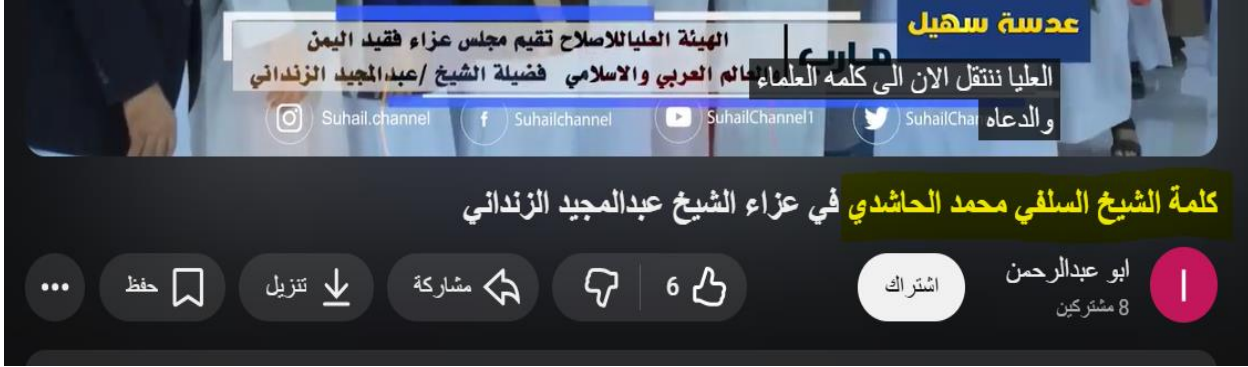 عدسة سهيل
مارب
الهيئة العلياللاصلاح تقيم مجلس عزاء فقيد اليمن
العالم العربي والاسلامي فضيلة الشيخ /عبدالمجيد الزنداني
العليا ننتقل الان الى كلمه العلماء
والدعاه
Suhail.channel Suhailchannel SuhailChannel1 SuhailChan
كلمة الشيخ السلفي محمد الحاشدي في عزاء الشيخ عبدالمجيد الزنداني
ابو عبدالرحمن
8 مشتركين
اشتراك
6
مشاركة
تنزيل
حفظ
ا